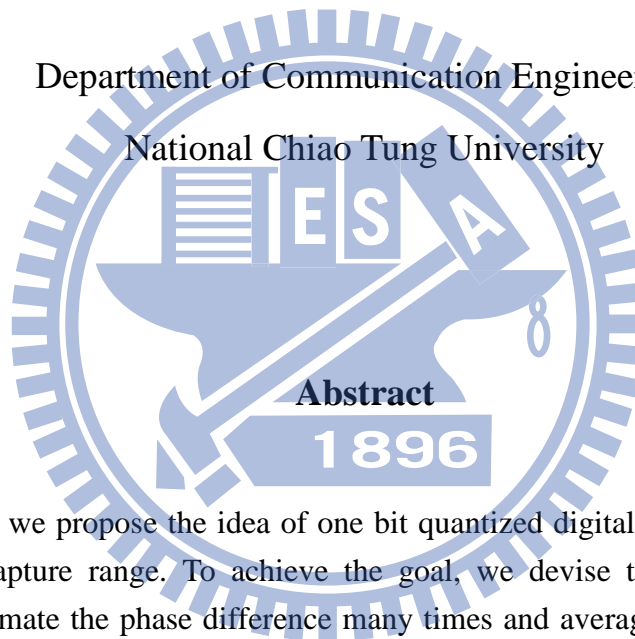 Department of Communication Enginee
National Chiao Tung University
E S A
8
Abstract
1896
we propose the idea of one bit quantized digital
apture range. To achieve the goal, we devise t
mate the phase difference many times and averag